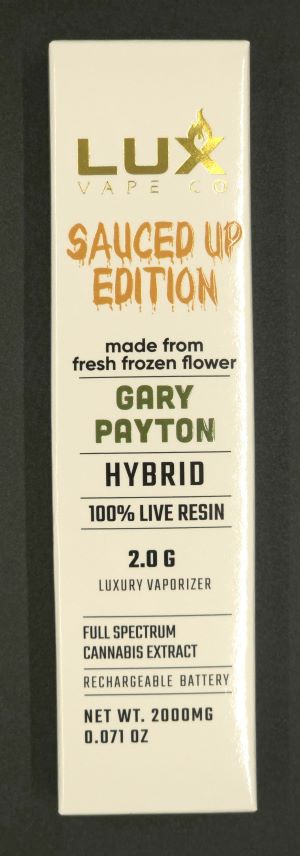 LUX
VAPE CO
SAUCED UP
EDITION
made from
fresh frozen flower
GARY
PAYTON
HYBRID
100% LIVE RESIN
2.0 G
LUXURY VAPORIZER
FULL SPECTRUM
CANNABIS EXTRACT
RECHARGEABLE BATTERY
NET WT. 2000MG
0.071 OZ